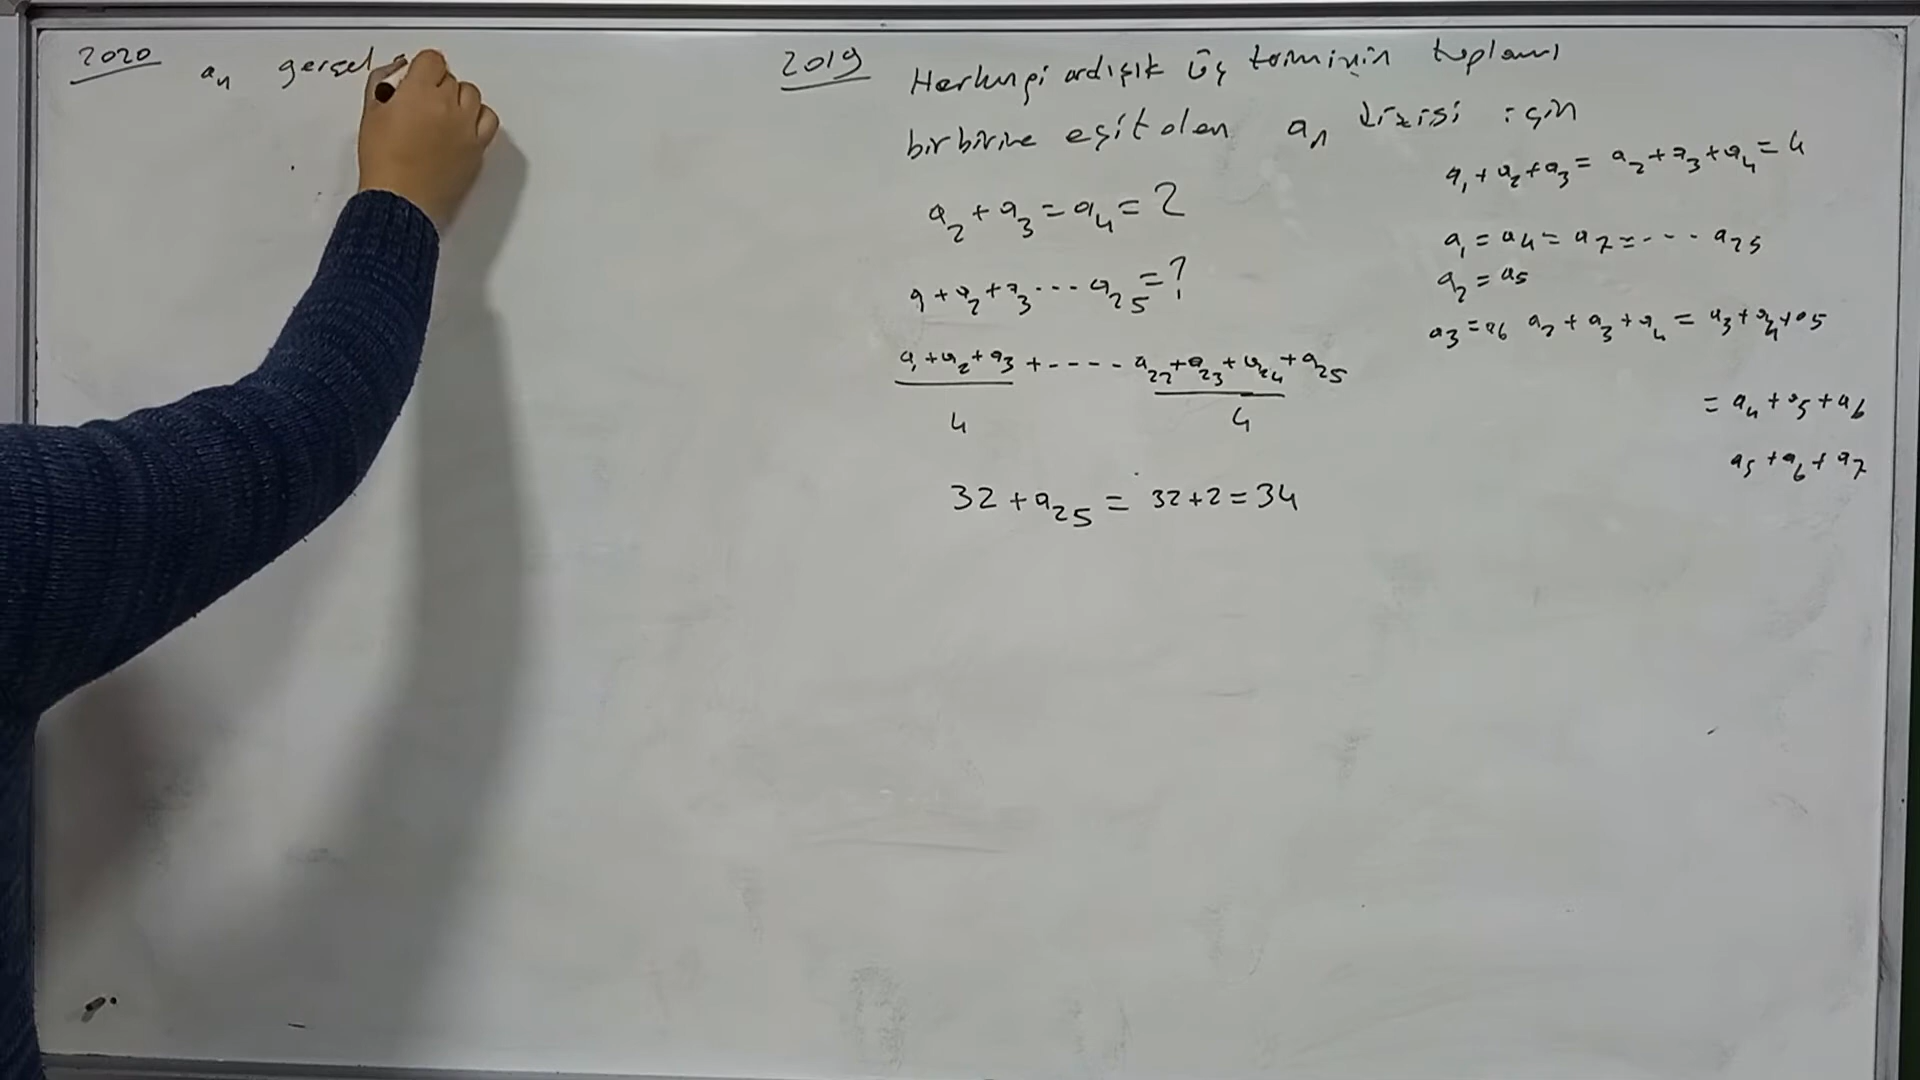 2020 aₙ gerçel
2019 Herhangi ardışık üç teriminin toplamı
birbirine eşit olan aₙ dizisi için
a₂ + a₃ = a₄ = 2
a₁ + a₂ + a₃ ... a₂₅ = ?
a₁ + a₂ + a₃ + ---- a₂₂ + a₂₃ + a₂₄ + a₂₅
4 4
32 + a₂₅ = 32 + 2 = 34
a₁ + a₂ + a₃ = a₂ + a₃ + a₄ = 4
a₁ = a₄ = a₇ = --- a₂₅
a₂ = a₅
a₃ = a₆ a₂ + a₃ + a₄ = a₃ + a₄ + a₅
= a₄ + a₅ + a₆
a₅ + a₆ + a₇